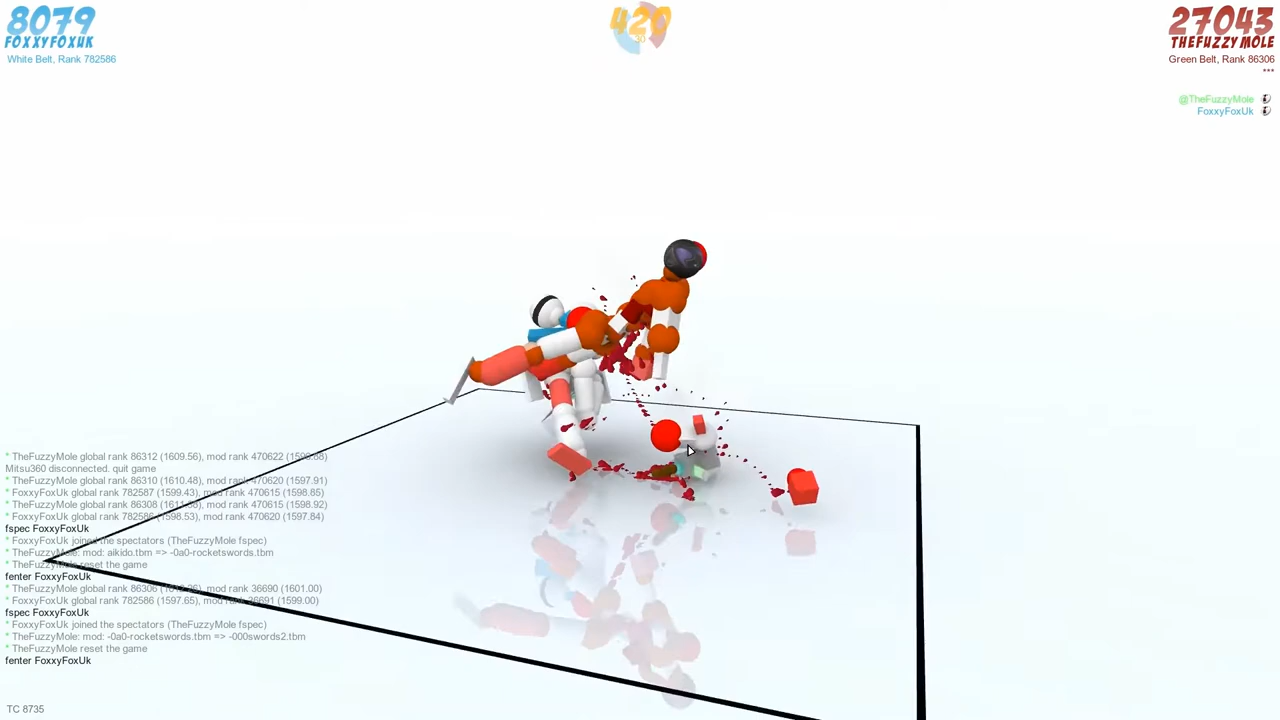 8079
FOXXYFOXUK
White Belt, Rank 782586
420
27043
THEFUZZYMOLE
Green Belt, Rank 86306
***
@TheFuzzyMole
FoxxyFoxUk
* TheFuzzyMole global rank 86312 (1609.56), mod rank 470622 (1596.88)
Mitsu360 disconnected. quit game
* TheFuzzyMole global rank 86310 (1610.48), mod rank 470620 (1597.91)
* FoxxyFoxUk global rank 782587 (1599.43), mod rank 470615 (1598.85)
* TheFuzzyMole global rank 86308 mod rank 470615 (1598.92)
* FoxxyFoxUk global rank 782586 (1598.53), mod rank 470620 (1597.84)
fspec FoxxyFoxUk
* FoxxyFoxUk joined the spectators (TheFuzzyMole fspec)
* TheFuzzyMole: mod: aikido.tbm => -0a0-rocketswords.tbm
* TheFuzzyMole reset the game
fenter FoxxyFoxUk
* TheFuzzyMole global rank 86306 mod rank 36690 (1601.00)
* FoxxyFoxUk global rank 782586 (1597.65), mod rank 36691 (1599.00)
fspec FoxxyFoxUk
* FoxxyFoxUk joined the spectators (TheFuzzyMole fspec)
* TheFuzzyMole: mod: -0a0-rocketswords.tbm => -000swords2.tbm
* TheFuzzyMole reset the game
fenter FoxxyFoxUk
TC 8735